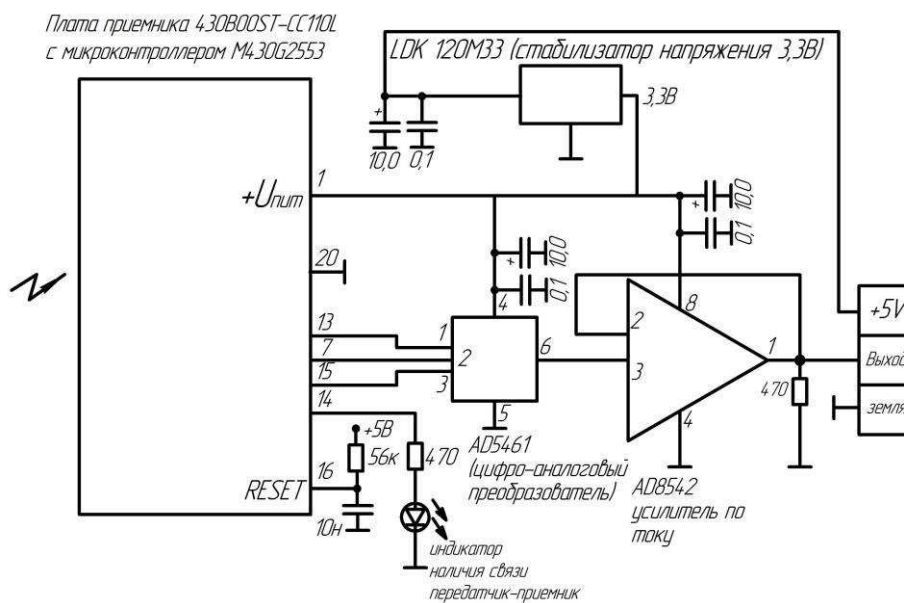 Плата приемника 430BOOST-CC110L
с микроконтроллером M430G2553
LDK 120M33 (стабилизатор напряжения 3,3В)
3,3В
+
10,0
0,1
1
+Uпит
+
10,0
0,1
20
+
10,0
0,1
4
8
+5V
13
1
2
7
2
6
1
Выход
3
15
3
470
14
5
4
земля
+5В
AD5461
56к
470
(цифро-аналоговый
16
преобразователь)
RESET
AD8542
усилитель по
току
10н
индикатор
наличия связи
передатчик-приемник